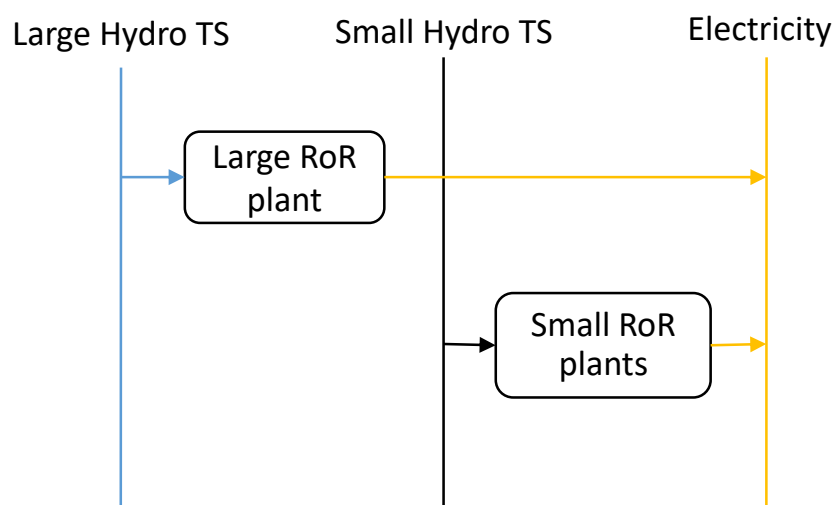 Large Hydro TS
Small Hydro TS
Electricity
Large RoR
plant
Small RoR
plants